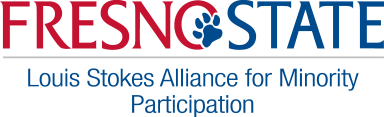 FRESNO STATE
Louis Stokes Alliance for Minority
Participation